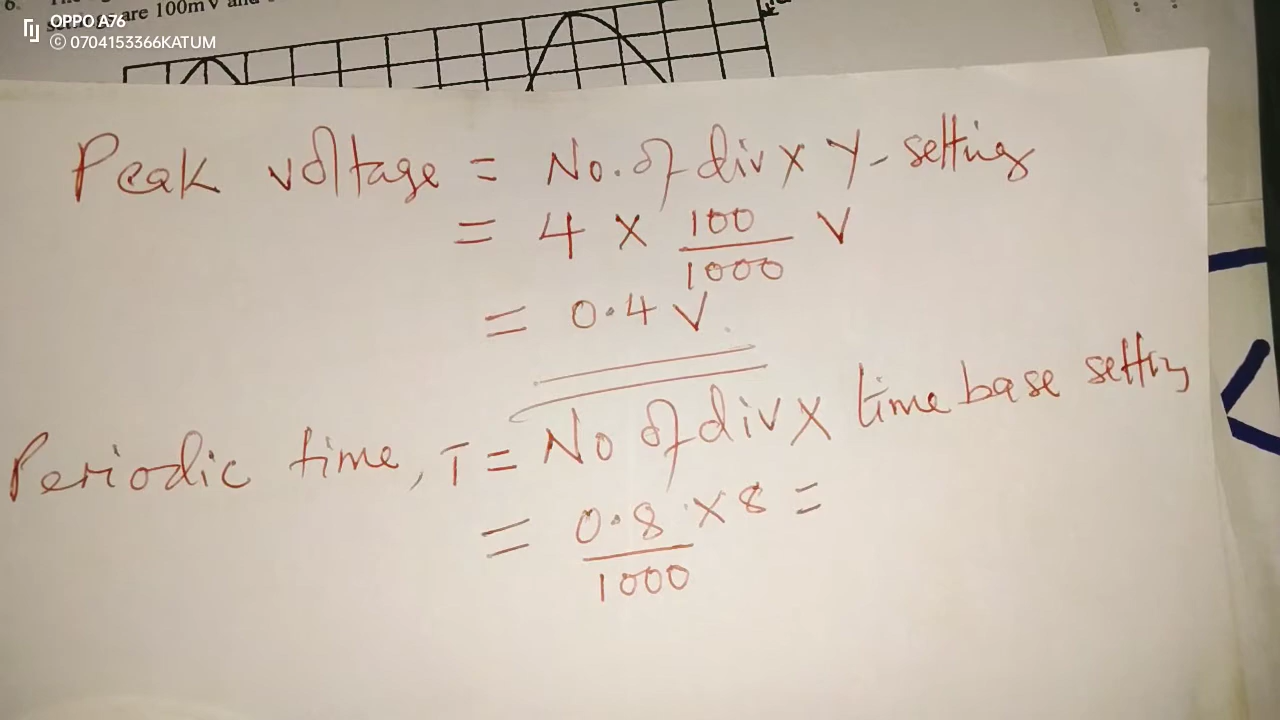 6.
are 100mV and
OPPO A76
© 0704153366KATUM
Peak voltage = No. of div x Y- setting
= 4 x 100/1000 V
= 0.4 V
Periodic time, T = No of div x time base setting
= 0.8/1000 x 8 =